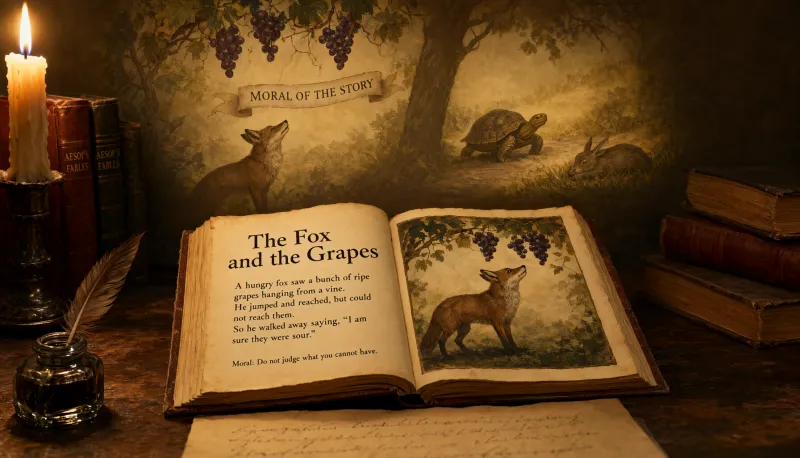 MORAL OF THE STORY
AESOP'S
FABLES
AESOP'S
FABLES
The Fox
and the Grapes
A hungry fox saw a bunch of ripe
grapes hanging from a vine.
He jumped and reached, but could
not reach them.
So he walked away saying, “I am
sure they were sour.”
Moral: Do not judge what you cannot have.